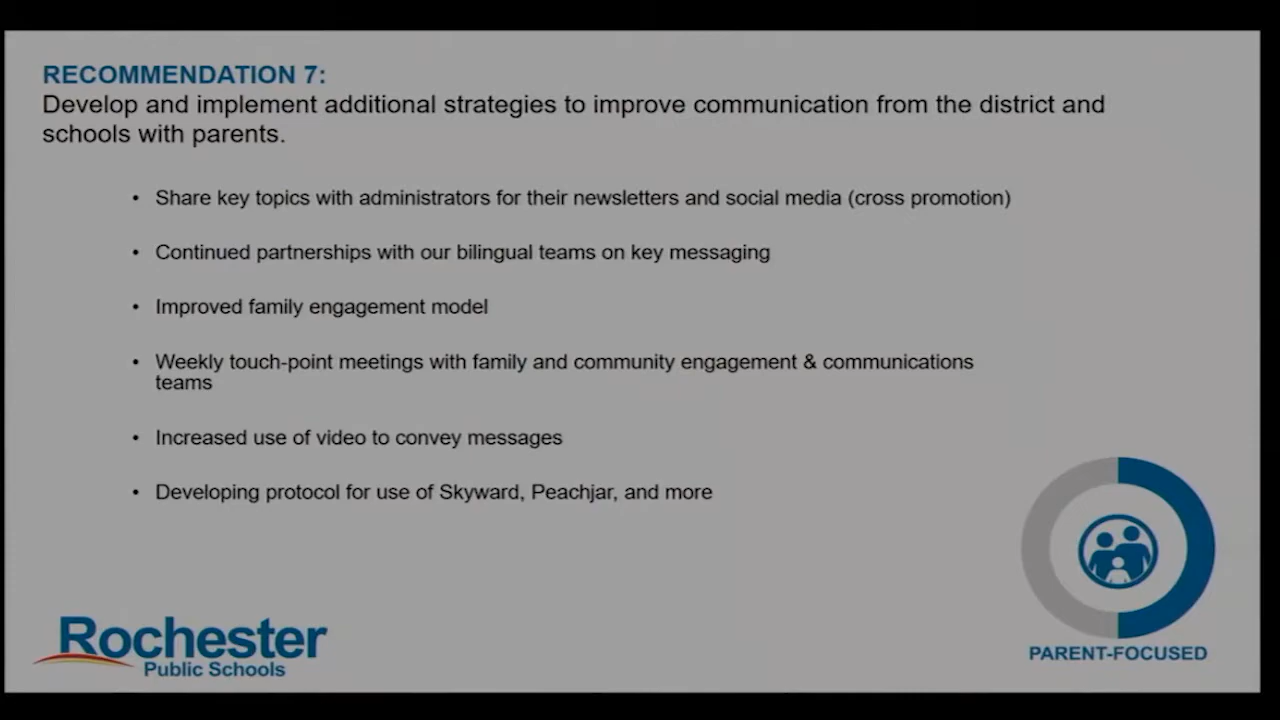 RECOMMENDATION 7:
Develop and implement additional strategies to improve communication from the district and
schools with parents.
• Share key topics with administrators for their newsletters and social media (cross promotion)
• Continued partnerships with our bilingual teams on key messaging
• Improved family engagement model
• Weekly touch-point meetings with family and community engagement & communications
teams
• Increased use of video to convey messages
• Developing protocol for use of Skyward, Peachjar, and more
Rochester
Public Schools
PARENT-FOCUSED